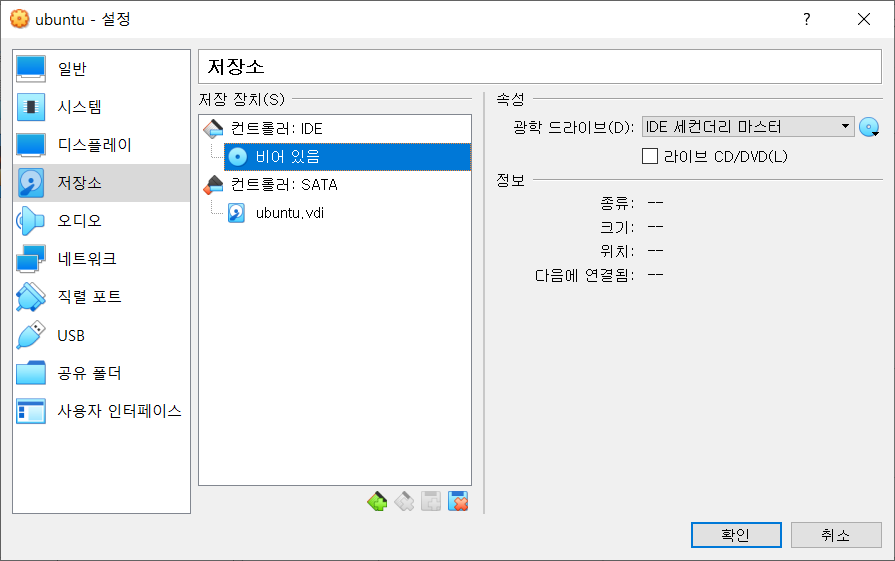 ubuntu - 설정
?
일반
시스템
디스플레이
저장소
오디오
네트워크
직렬 포트
USB
공유 폴더
사용자 인터페이스
저장소
저장 장치(S)
컨트롤러: IDE
비어 있음
컨트롤러: SATA
ubuntu.vdi
속성
광학 드라이브(D): IDE 세컨더리 마스터
라이브 CD/DVD(L)
정보
종류: --
크기: --
위치: --
다음에 연결됨: --
확인
취소